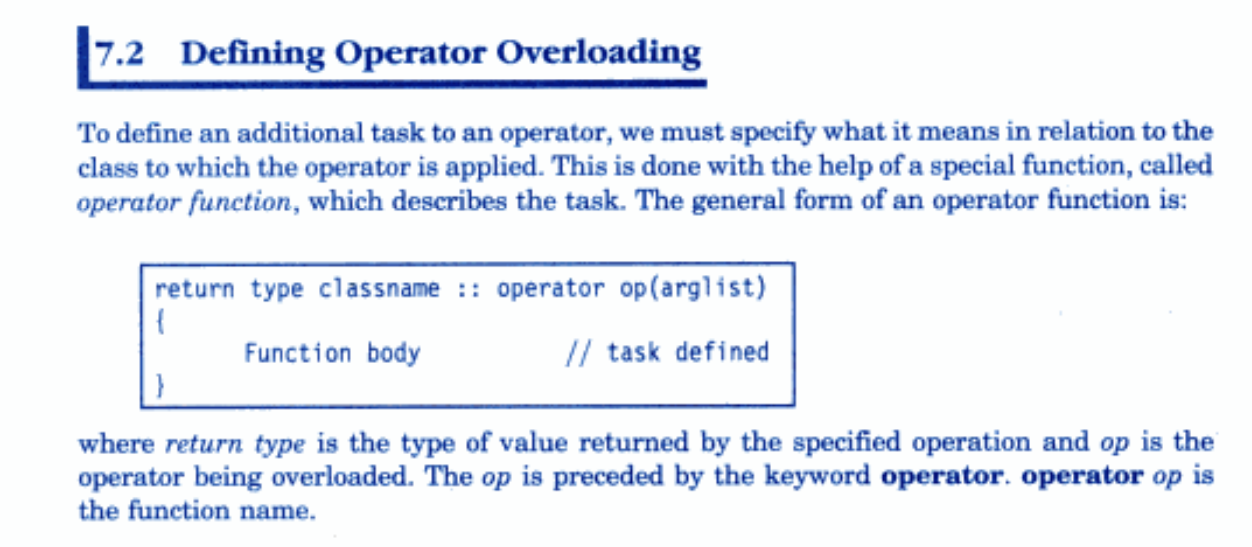 7.2 Defining Operator Overloading
To define an additional task to an operator, we must specify what it means in relation to the
class to which the operator is applied. This is done with the help of a special function, called
operator function, which describes the task. The general form of an operator function is:
return type classname :: operator op(arglist)
{
Function body // task defined
}
where return type is the type of value returned by the specified operation and op is the
operator being overloaded. The op is preceded by the keyword operator. operator op is
the function name.